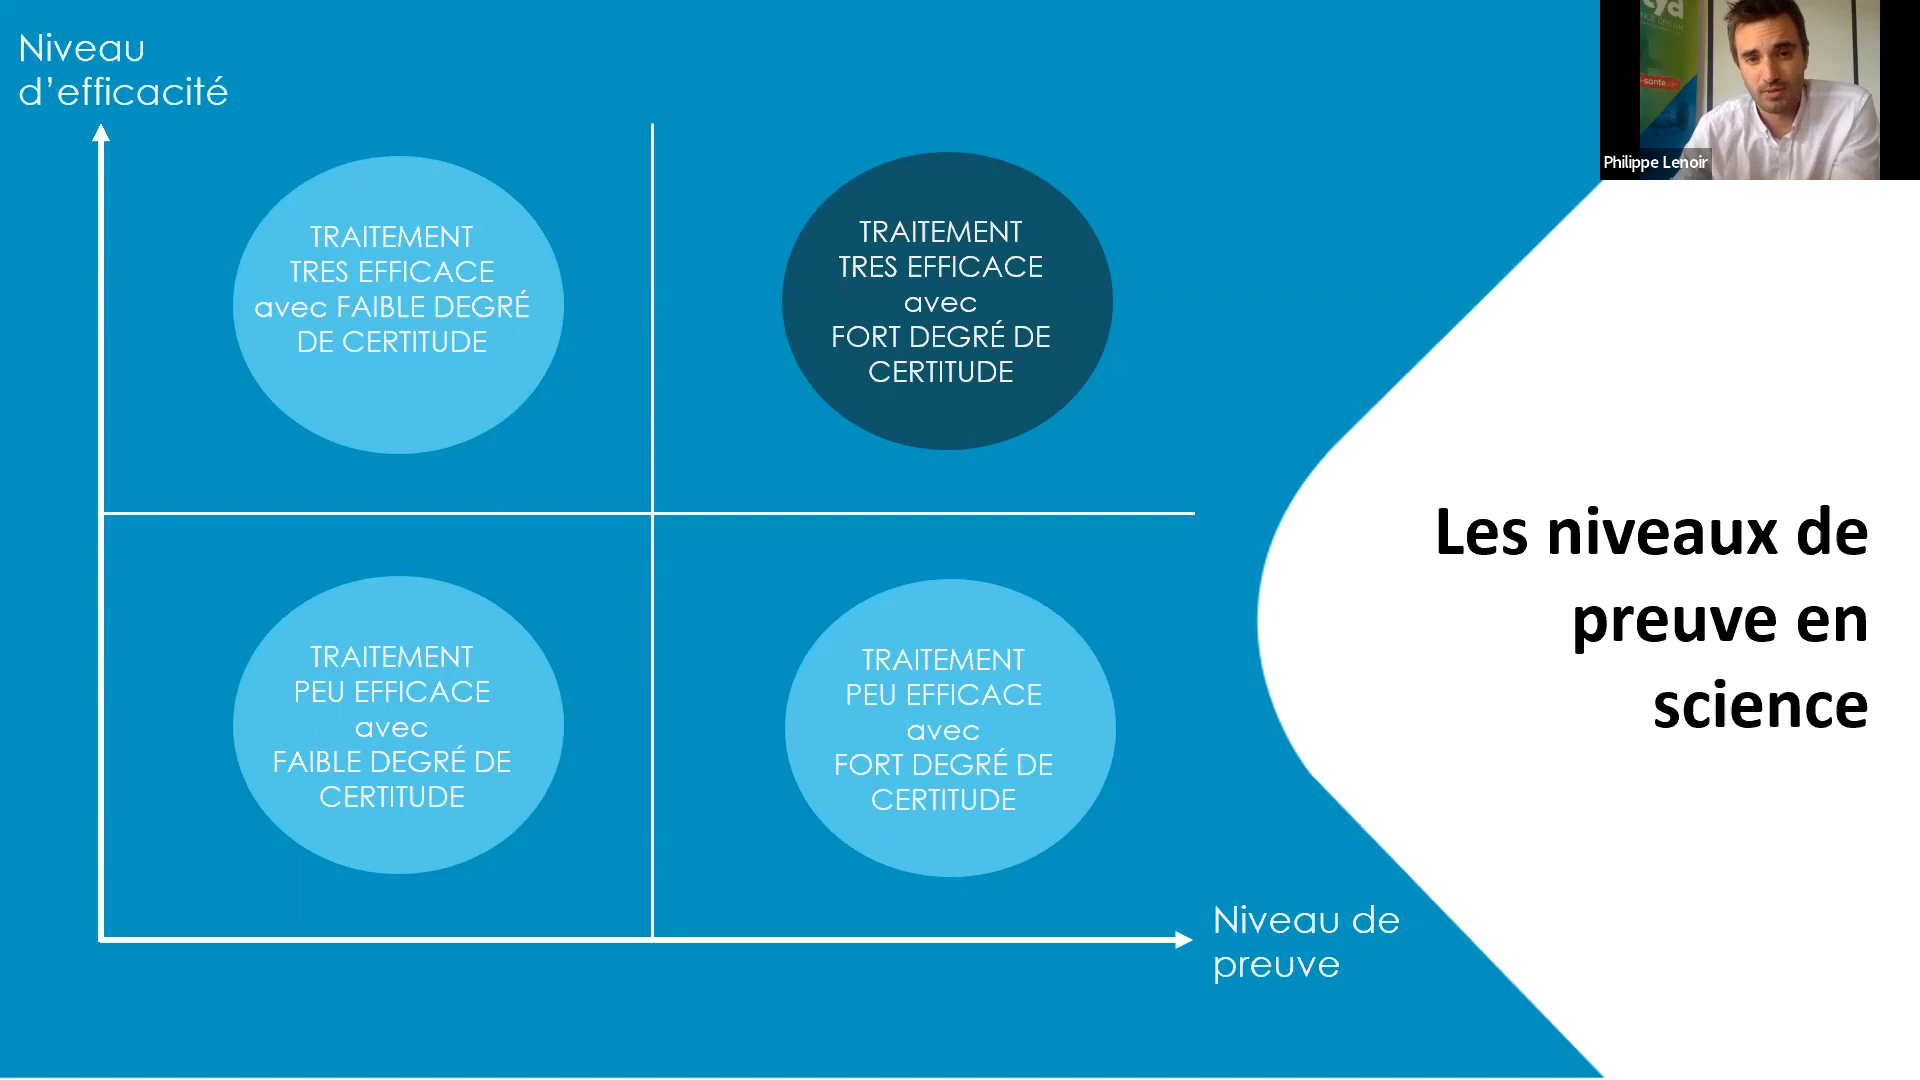 Niveau
d’efficacité
TRAITEMENT
TRES EFFICACE
avec FAIBLE DEGRÉ
DE CERTITUDE
TRAITEMENT
TRES EFFICACE
avec
FORT DEGRÉ DE
CERTITUDE
TRAITEMENT
PEU EFFICACE
avec
FAIBLE DEGRÉ DE
CERTITUDE
TRAITEMENT
PEU EFFICACE
avec
FORT DEGRÉ DE
CERTITUDE
Niveau de
preuve
Les niveaux de
preuve en
science
Philippe Lenoir